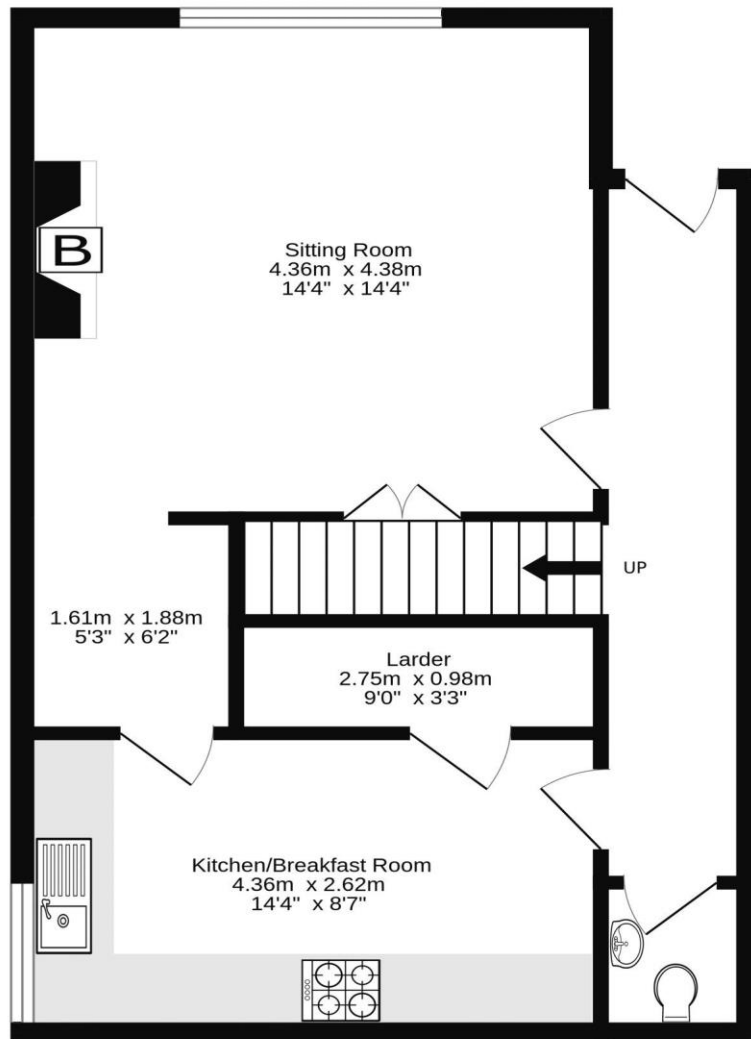 B
Sitting Room
4.36m x 4.38m
14'4" x 14'4"
UP
1.61m x 1.88m
5'3" x 6'2"
Larder
2.75m x 0.98m
9'0" x 3'3"
Kitchen/Breakfast Room
4.36m x 2.62m
14'4" x 8'7"